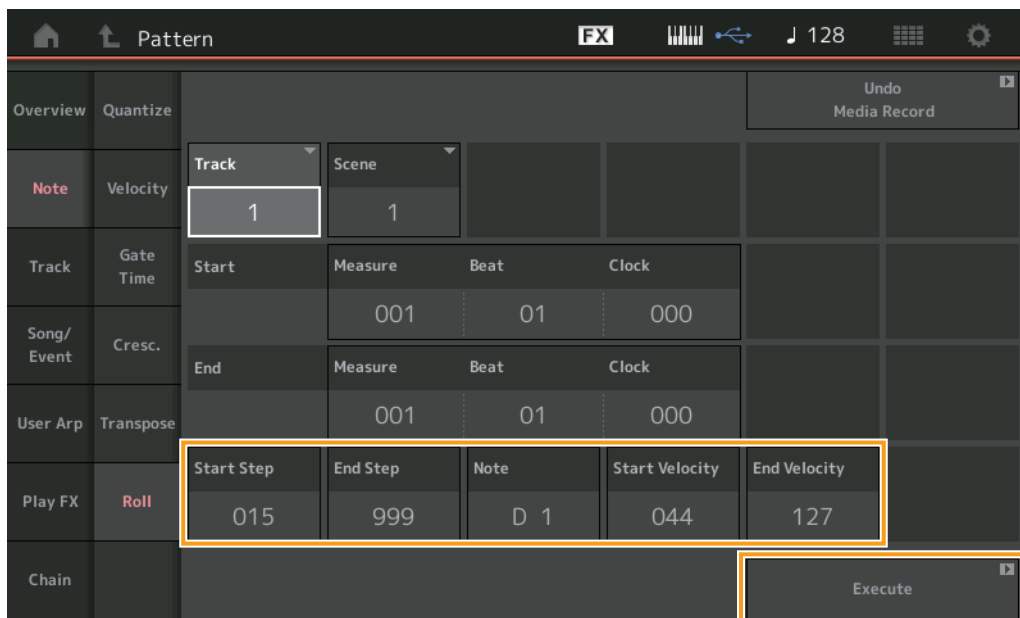 Pattern
FX
♩ 128
Overview
Note
Track
Song/
Event
User Arp
Play FX
Chain
Quantize
Velocity
Gate
Time
Cresc.
Transpose
Roll
Undo
Media Record
Track
Scene
1
1
Start
Measure
Beat
Clock
001
01
000
End
Measure
Beat
Clock
001
01
000
Start Step
End Step
Note
Start Velocity
End Velocity
015
999
D 1
044
127
Execute